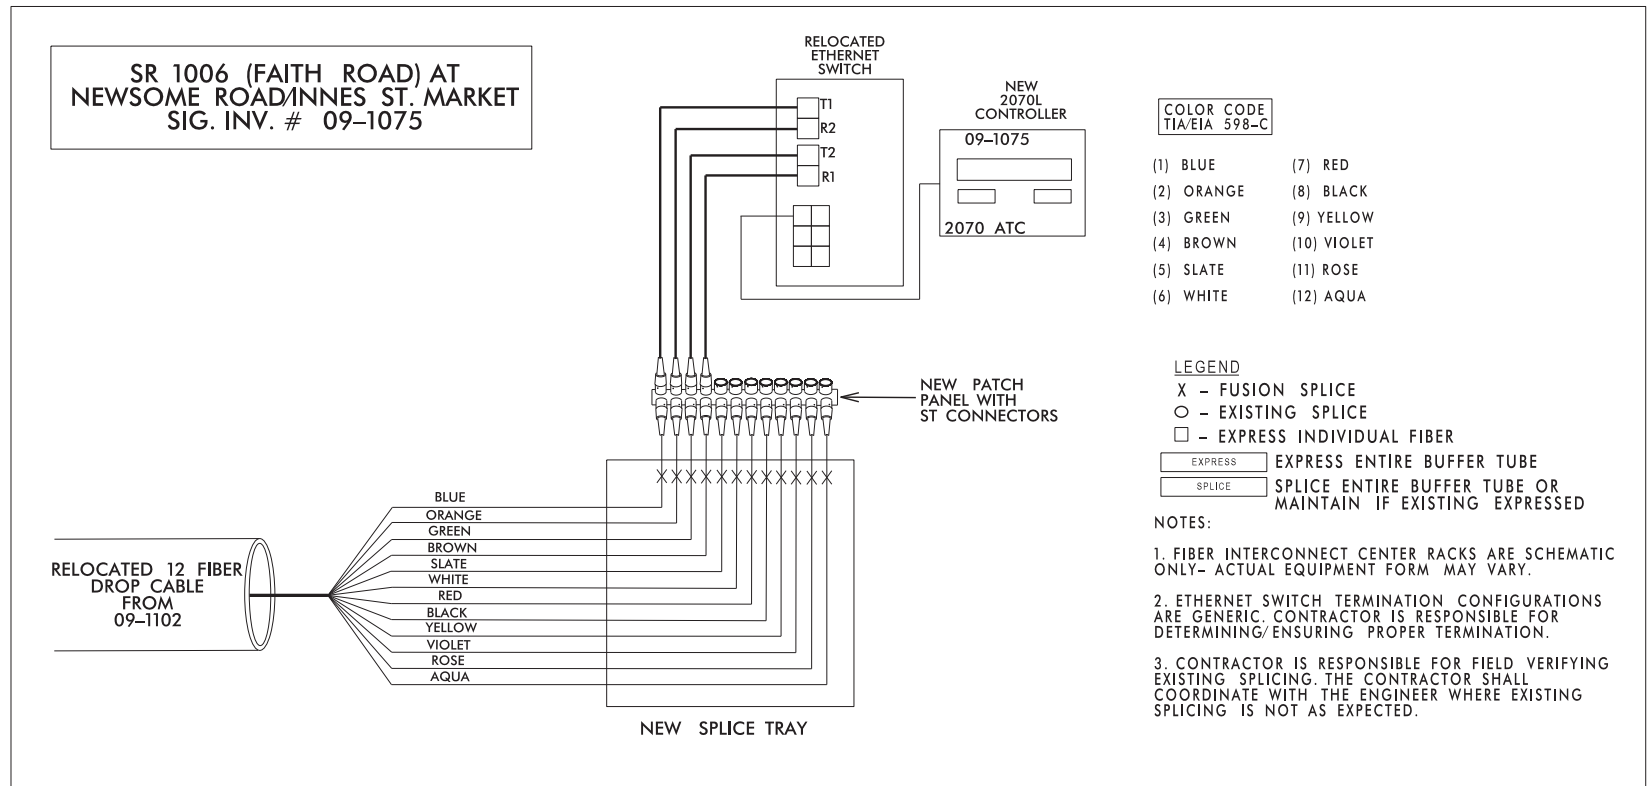 SR 1006 (FAITH ROAD) AT
NEWSOME ROAD/INNES ST. MARKET
SIG. INV. # 09–1075
RELOCATED
ETHERNET
SWITCH
T1
R2
T2
R1
NEW
2070L
CONTROLLER
09–1075
2070 ATC
COLOR CODE
TIA/EIA 598–C
(1) BLUE
(2) ORANGE
(3) GREEN
(4) BROWN
(5) SLATE
(6) WHITE
(7) RED
(8) BLACK
(9) YELLOW
(10) VIOLET
(11) ROSE
(12) AQUA
NEW PATCH
PANEL WITH
ST CONNECTORS
LEGEND
X – FUSION SPLICE
O – EXISTING SPLICE
□ – EXPRESS INDIVIDUAL FIBER
EXPRESS EXPRESS ENTIRE BUFFER TUBE
SPLICE SPLICE ENTIRE BUFFER TUBE OR
MAINTAIN IF EXISTING EXPRESSED
NOTES:
1. FIBER INTERCONNECT CENTER RACKS ARE SCHEMATIC
ONLY– ACTUAL EQUIPMENT FORM MAY VARY.
2. ETHERNET SWITCH TERMINATION CONFIGURATIONS
ARE GENERIC. CONTRACTOR IS RESPONSIBLE FOR
DETERMINING/ENSURING PROPER TERMINATION.
3. CONTRACTOR IS RESPONSIBLE FOR FIELD VERIFYING
EXISTING SPLICING. THE CONTRACTOR SHALL
COORDINATE WITH THE ENGINEER WHERE EXISTING
SPLICING IS NOT AS EXPECTED.
RELOCATED 12 FIBER
DROP CABLE
FROM
09–1102
BLUE
ORANGE
GREEN
BROWN
SLATE
WHITE
RED
BLACK
YELLOW
VIOLET
ROSE
AQUA
NEW SPLICE TRAY